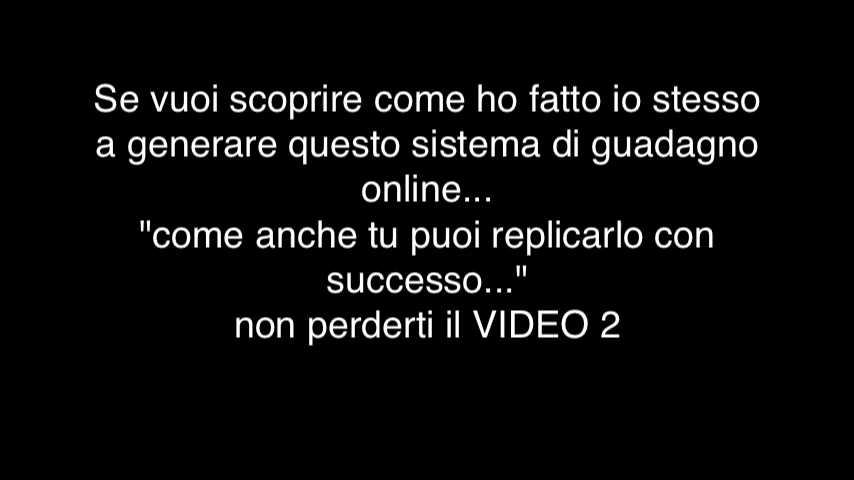 Se vuoi scoprire come ho fatto io stesso
a generare questo sistema di guadagno
online...
"come anche tu puoi replicarlo con
successo..."
non perderti il VIDEO 2